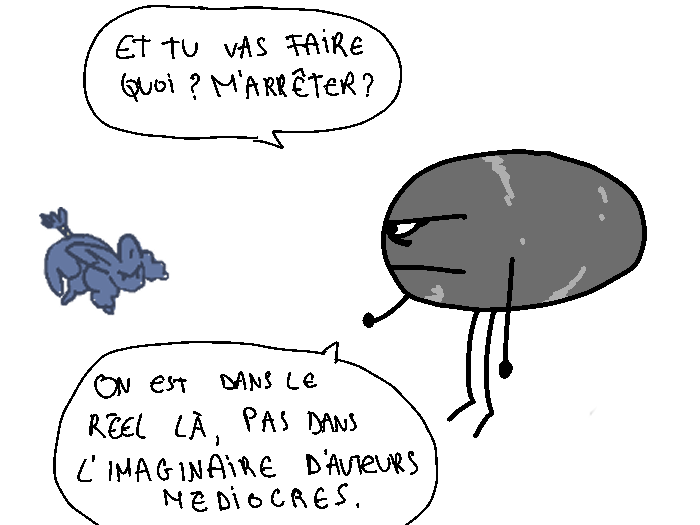 ET TU VAS FAIRE
QUOI ? M'ARRÊTER ?
ON EST DANS LE
RÉEL LÀ, PAS DANS
L'IMAGINAIRE D'AUTEURS
MEDIOCRES.